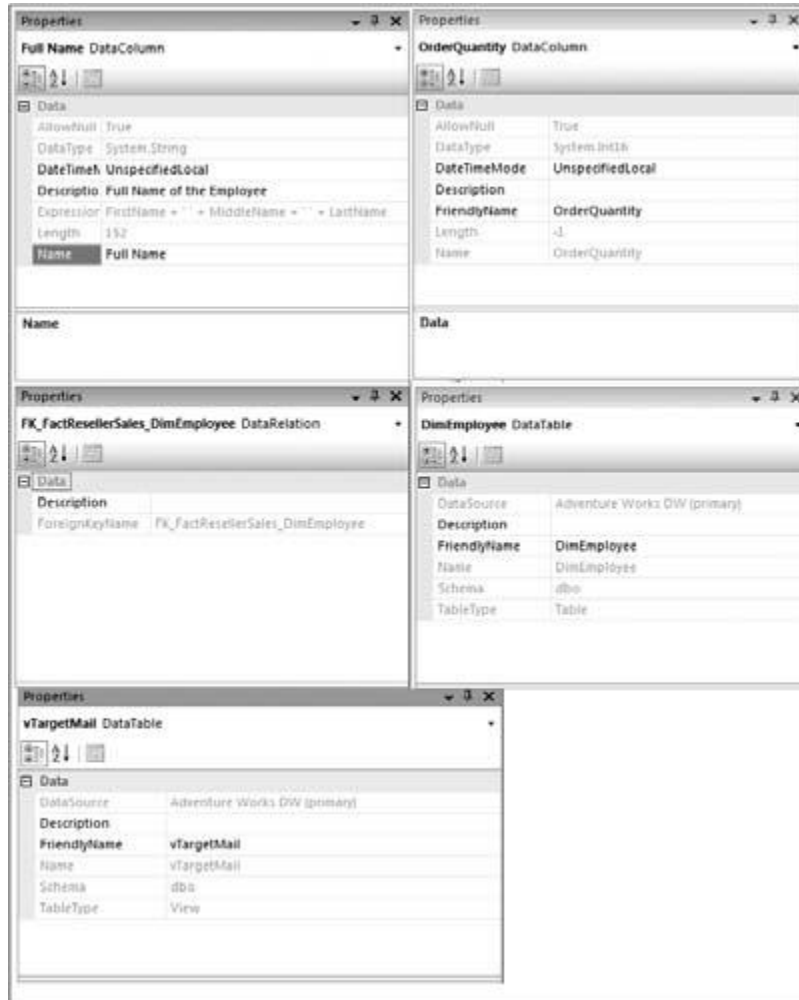 Properties
Full Name DataColumn
Data
AllowNull True
DataType System.String
DateTimeM UnspecifiedLocal
Descriptio Full Name of the Employee
Expression FirstName + ` ` + MiddleName + ` ` + LastName
Length 152
Name Full Name
Name
Properties
OrderQuantity DataColumn
Data
AllowNull True
DataType System.Int16
DateTimeMode UnspecifiedLocal
Description
FriendlyName OrderQuantity
Length -1
Name OrderQuantity
Data
Properties
FK_FactResellerSales_DimEmployee DataRelation
Data
Description
ForeignKeyName FK_FactResellerSales_DimEmployee
Properties
DimEmployee DataTable
Data
DataSource Adventure Works DW (primary)
Description
FriendlyName DimEmployee
Name DimEmployee
Schema dbo
TableType Table
Properties
vTargetMail DataTable
Data
DataSource Adventure Works DW (primary)
Description
FriendlyName vTargetMail
Name vTargetMail
Schema dbo
TableType View